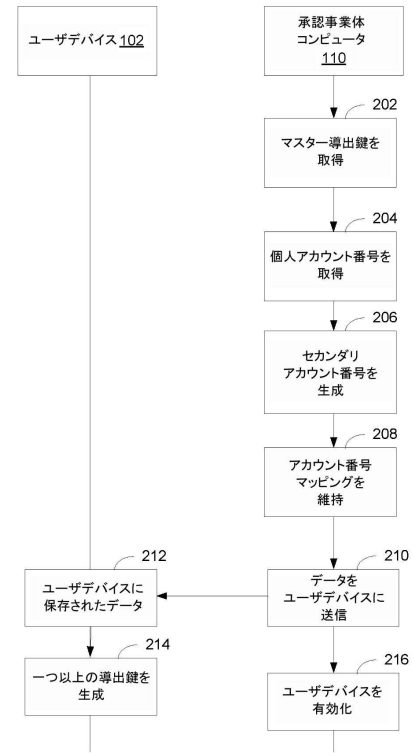 ユーザデバイス 102
承認事業体
コンピュータ
110
202
マスター導出鍵を
取得
204
個人アカウント番号を
取得
206
セカンダリ
アカウント番号を
生成
208
アカウント番号
マッピングを
維持
210
データを
ユーザデバイスに
送信
212
ユーザデバイスに
保存されたデータ
214
一つ以上の導出鍵を
生成
216
ユーザデバイスを
有効化